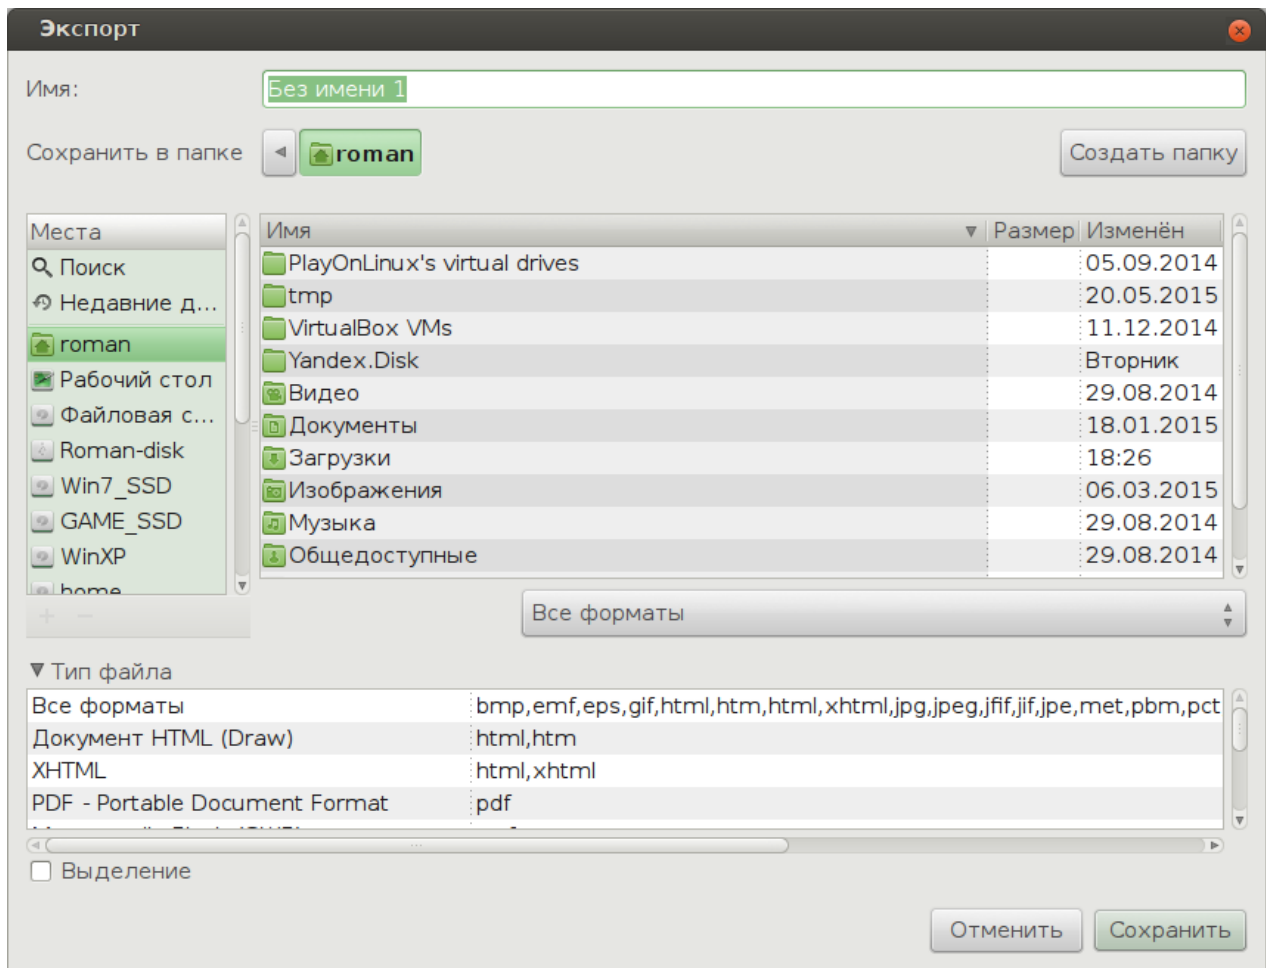 Экспорт
Имя:
Без имени 1
Сохранить в папке
roman
Создать папку
Места
Поиск
Недавние д...
roman
Рабочий стол
Файловая с...
Roman-disk
Win7_SSD
GAME_SSD
WinXP
home
Имя Размер Изменён
PlayOnLinux's virtual drives 05.09.2014
tmp 20.05.2015
VirtualBox VMs 11.12.2014
Yandex.Disk Вторник
Видео 29.08.2014
Документы 18.01.2015
Загрузки 18:26
Изображения 06.03.2015
Музыка 29.08.2014
Общедоступные 29.08.2014
Все форматы
Тип файла
Все форматы bmp,emf,eps,gif,html,htm,html,xhtml,jpg,jpeg,jfif,jif,jpe,met,pbm,pct
Документ HTML (Draw) html,htm
XHTML html,xhtml
PDF - Portable Document Format pdf
Выделение
Отменить
Сохранить